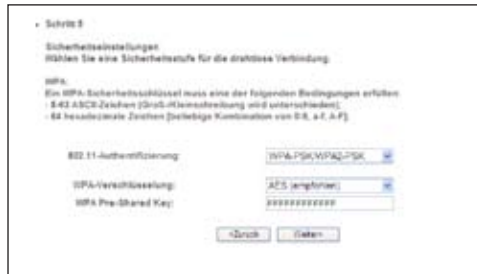 Schritt 5
Sicherheitseinstellungen
Wählen Sie eine Sicherheitsstufe für die drahtlose Verbindung.
WPA:
Ein WPA-Sicherheitsschlüssel muss eine der folgenden Bedingungen erfüllen
- 8-63 ASCII-Zeichen (Groß-/Kleinschreibung wird unterschieden),
- 64 hexadezimale Zeichen [beliebige Kombination von 0-9, a-f, A-F].
802.11-Authentifizierung: WPA-PSK/WPA2-PSK
WPA-Verschlüsselung: AES (empfohlen)
WPA Pre-Shared Key:
<Zurück Weiter>